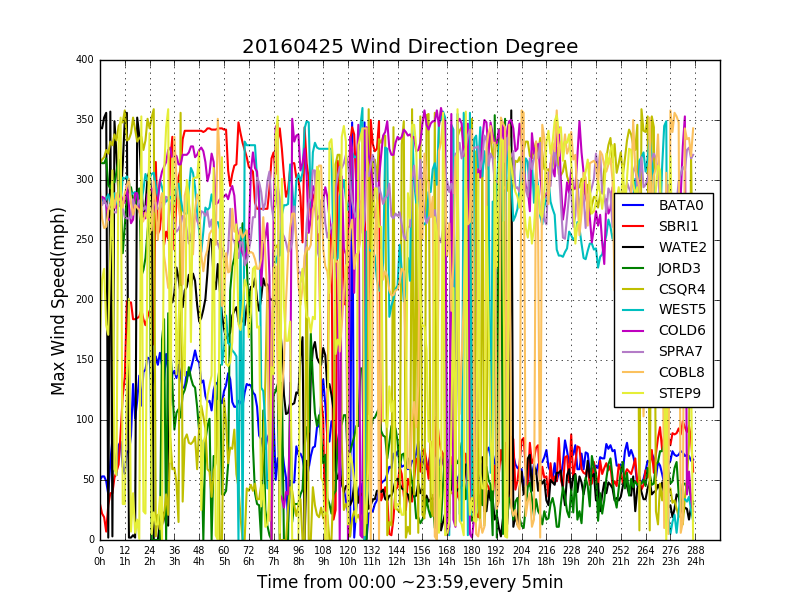 20160425 Wind Direction Degree
Max Wind Speed(mph)
400
350
300
250
200
150
100
50
0
BATA0
SBRI1
WATE2
JORD3
CSQR4
WEST5
COLD6
SPRA7
COBL8
STEP9
0 12 24 36 48 60 72 84 96 108 120 132 144 156 168 180 192 204 216 228 240 252 264 276 288
0h 1h 2h 3h 4h 5h 6h 7h 8h 9h 10h 11h 12h 13h 14h 15h 16h 17h 18h 19h 20h 21h 22h 23h 24h
Time from 00:00 ~23:59,every 5min